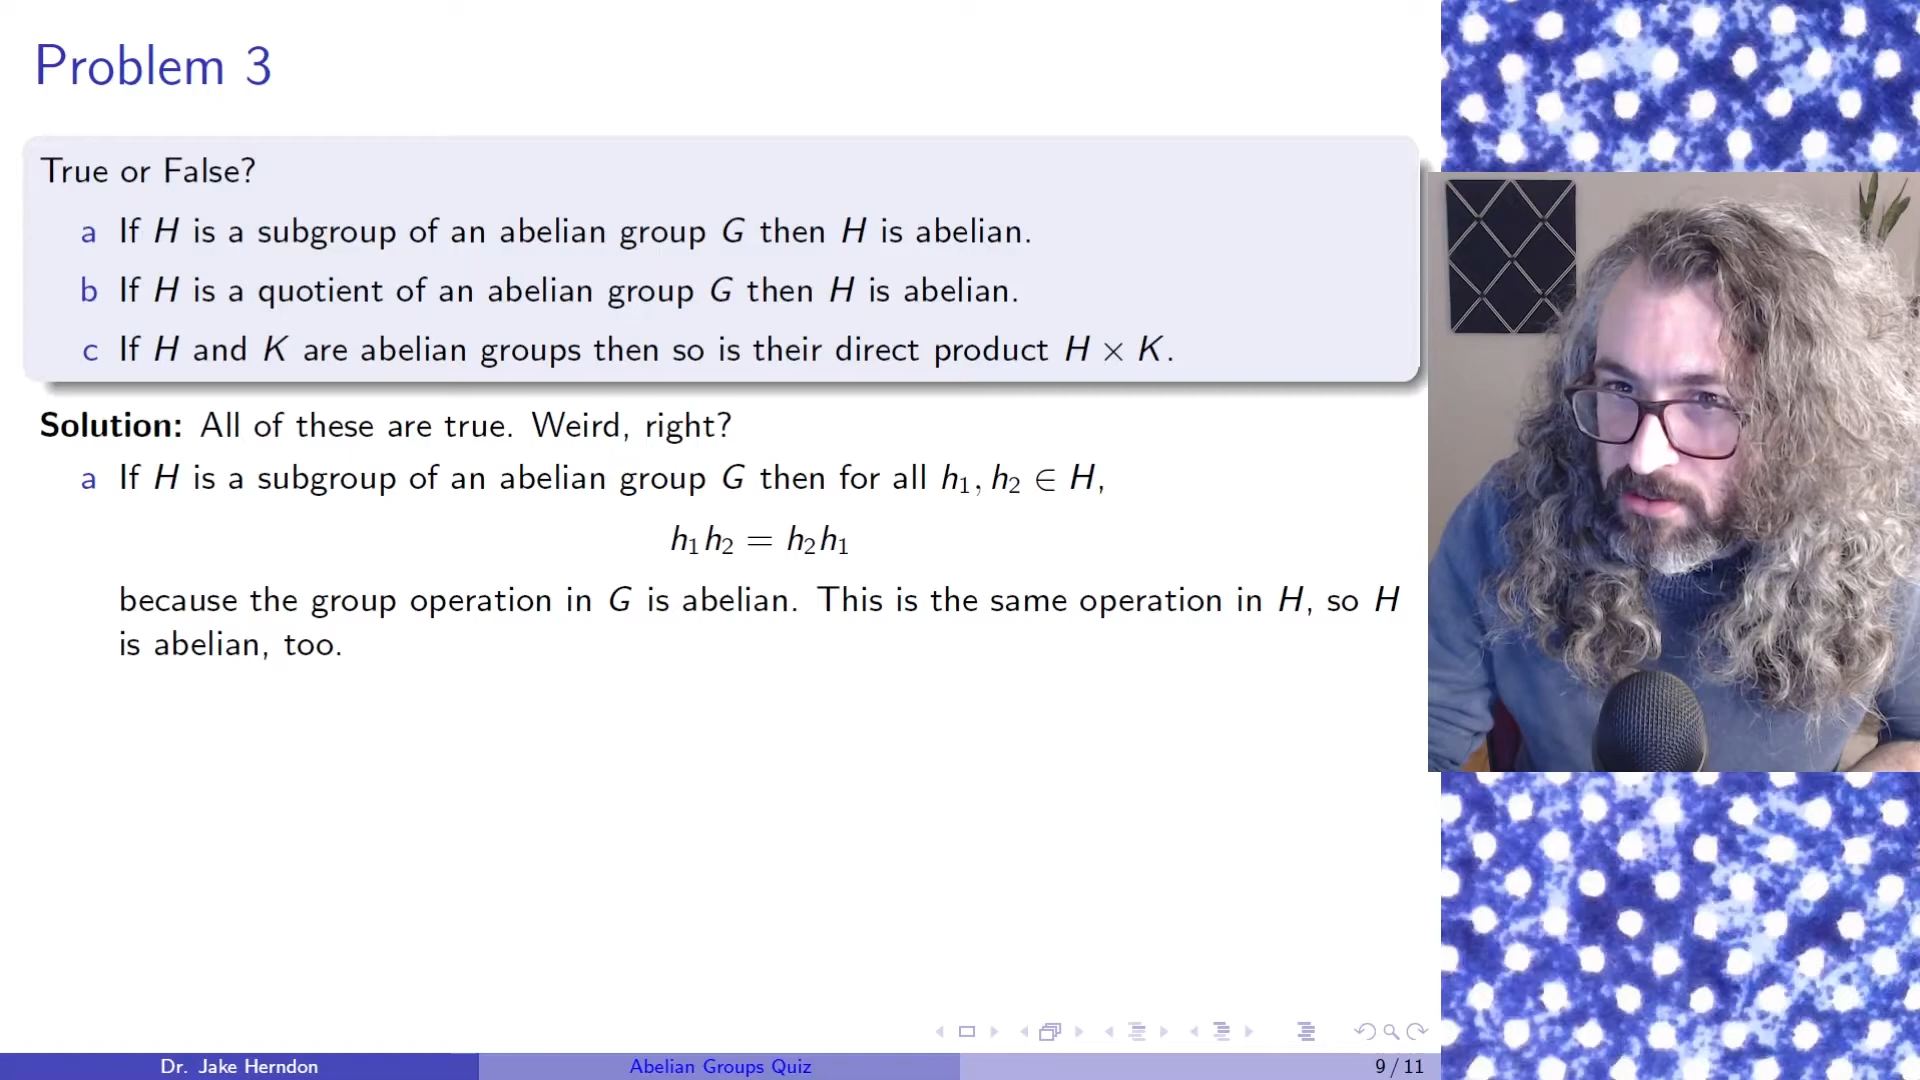 Problem 3
True or False?
a If H is a subgroup of an abelian group G then H is abelian.
b If H is a quotient of an abelian group G then H is abelian.
c If H and K are abelian groups then so is their direct product H × K.
Solution: All of these are true. Weird, right?
a If H is a subgroup of an abelian group G then for all h₁, h₂ ∈ H,
h₁h₂ = h₂h₁
because the group operation in G is abelian. This is the same operation in H, so H
is abelian, too.
Dr. Jake Herndon Abelian Groups Quiz 9 / 11